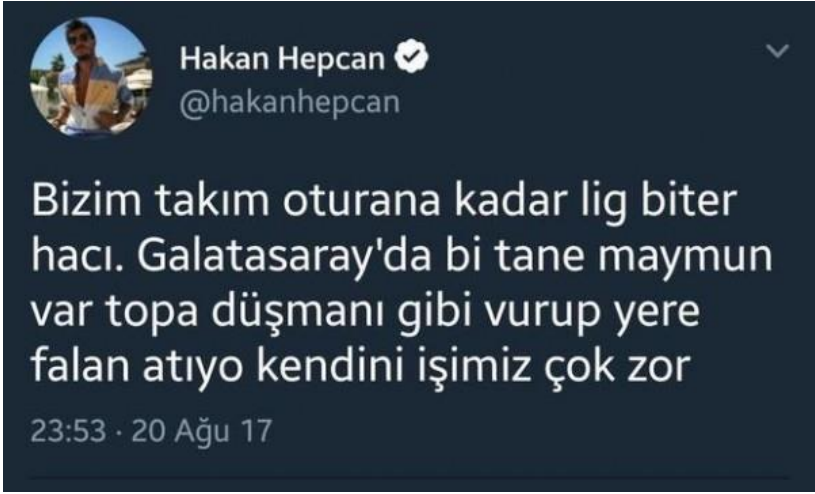 Hakan Hepcan
@hakanhepcan
Bizim takım oturana kadar lig biter
hacı. Galatasaray'da bi tane maymun
var topa düşmanı gibi vurup yere
falan atıyo kendini işimiz çok zor
23:53 · 20 Ağu 17